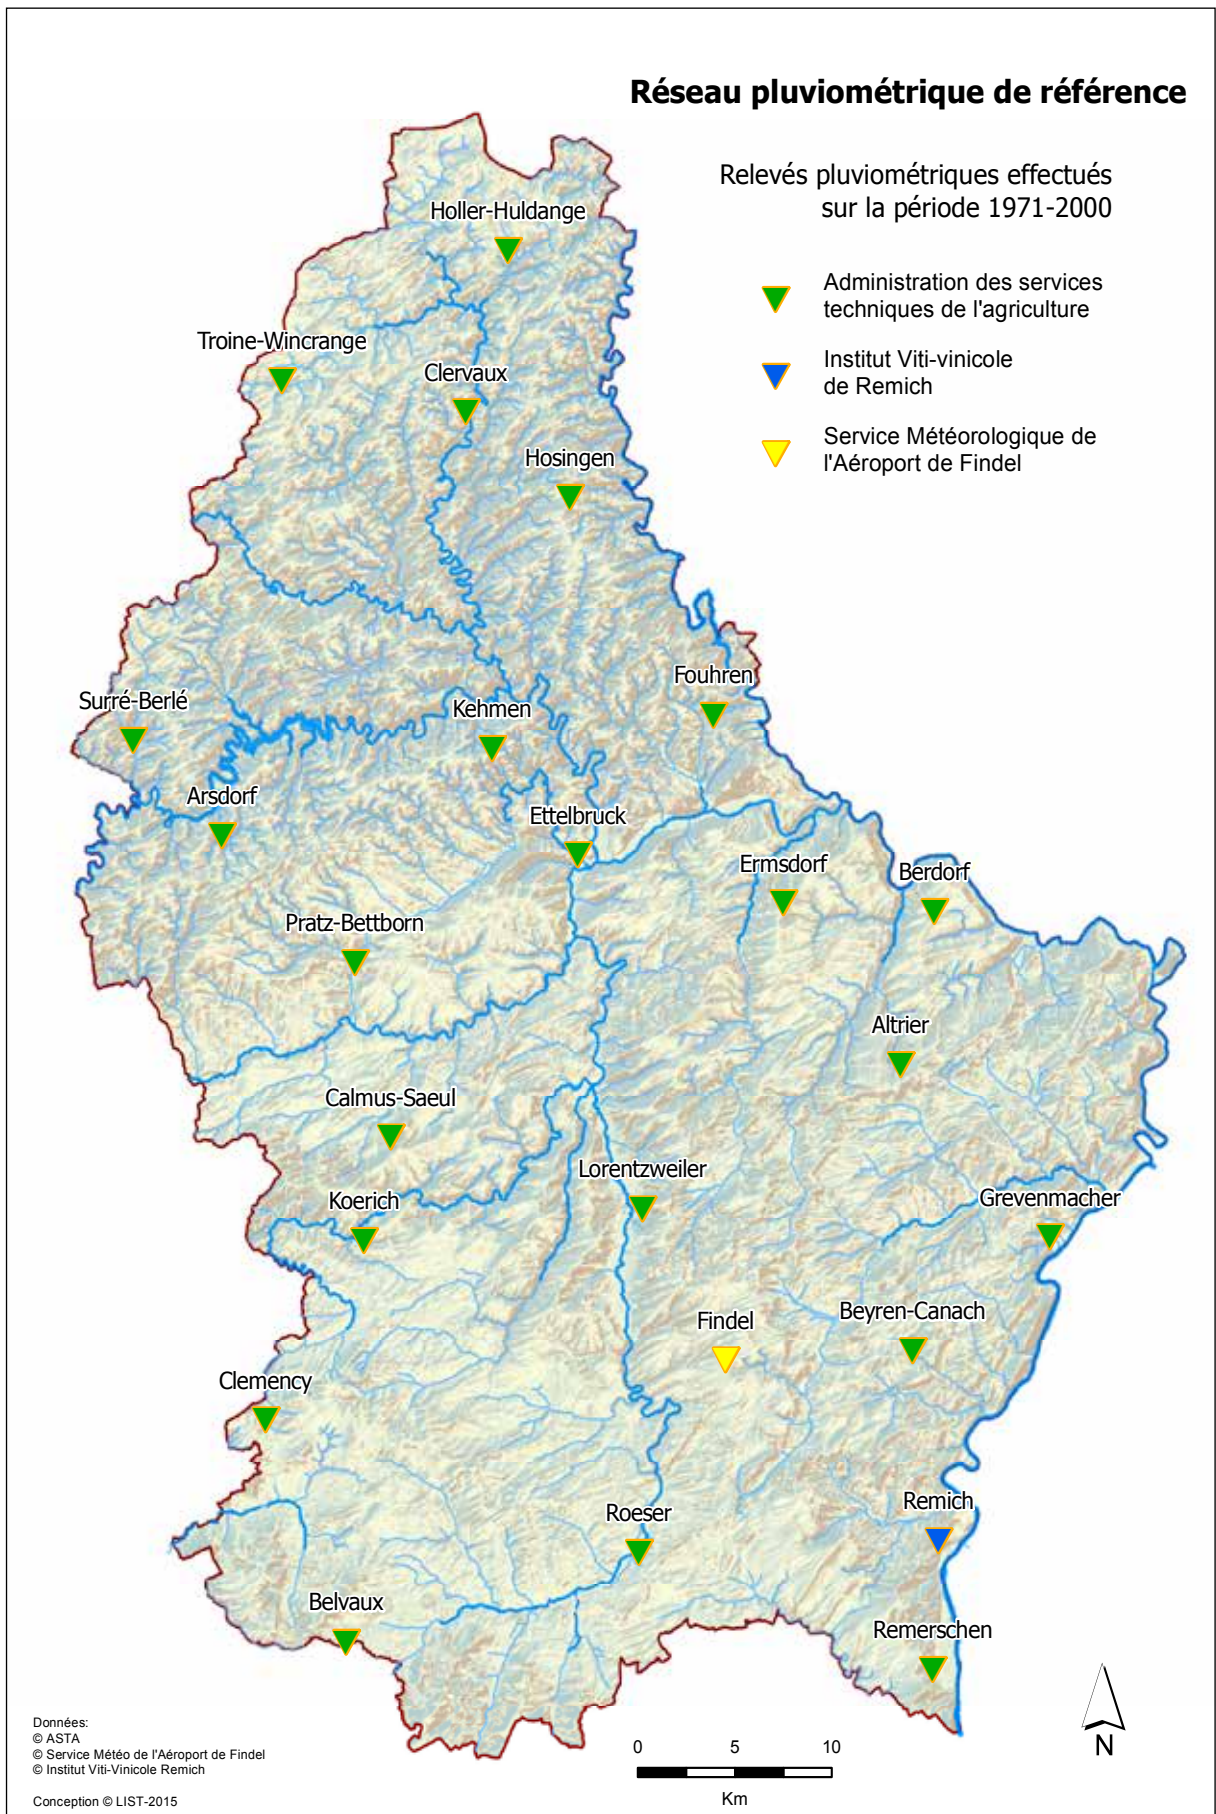 Réseau pluviométrique de référence
Relevés pluviométriques effectués
sur la période 1971-2000
Administration des services
techniques de l'agriculture
Institut Viti-vinicole
de Remich
Service Météorologique de
l'Aéroport de Findel
Holler-Huldange
Troine-Wincrange
Clervaux
Hosingen
Fouhren
Surré-Berlé
Kehmen
Arsdorf
Ettelbruck
Ermsdorf
Berdorf
Pratz-Bettborn
Altrier
Calmus-Saeul
Lorentzweiler
Koerich
Grevenmacher
Beyren-Canach
Findel
Clemency
Remich
Roeser
Belvaux
Remerschen
Données:
© ASTA
© Service Météo de l'Aéroport de Findel
© Institut Viti-Vinicole Remich
Conception © LIST-2015
0 5 10
Km
N